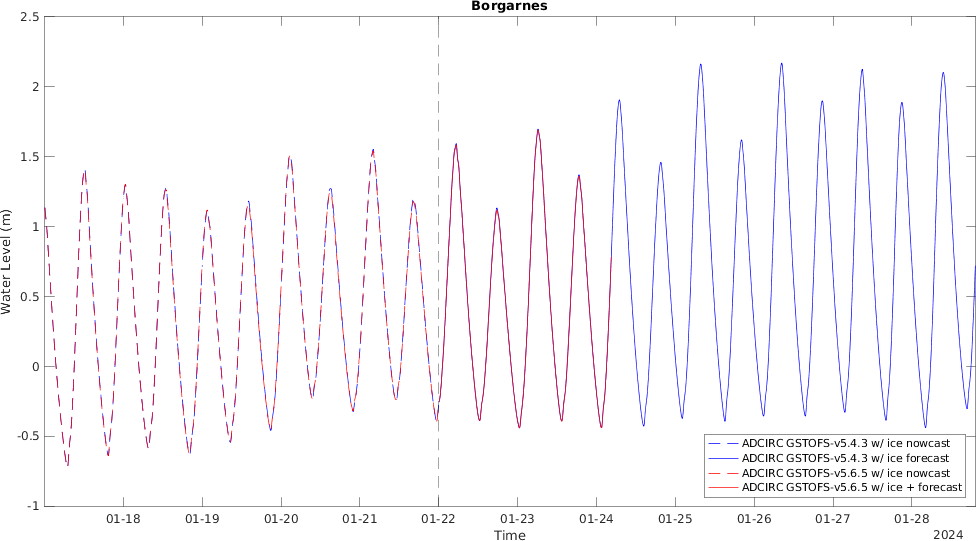 Borgarnes
2.5
2
1.5
1
0.5
0
-0.5
-1
Water Level (m)
ADCIRC GSTOFS-v5.4.3 w/ ice nowcast
ADCIRC GSTOFS-v5.4.3 w/ ice forecast
ADCIRC GSTOFS-v5.6.5 w/ ice nowcast
ADCIRC GSTOFS-v5.6.5 w/ ice + forecast
01-18 01-19 01-20 01-21 01-22 01-23 01-24 01-25 01-26 01-27 01-28
Time
2024